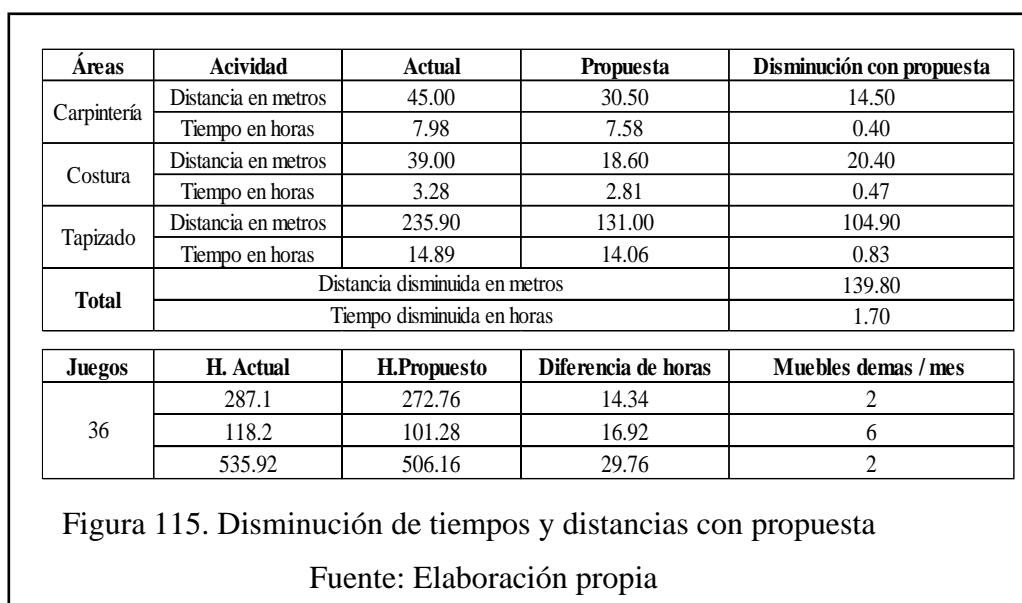 Áreas Acividad Actual Propuesta Disminución con propuesta
Carpintería Distancia en metros 45.00 30.50 14.50
Tiempo en horas 7.98 7.58 0.40
Costura Distancia en metros 39.00 18.60 20.40
Tiempo en horas 3.28 2.81 0.47
Tapizado Distancia en metros 235.90 131.00 104.90
Tiempo en horas 14.89 14.06 0.83
Total Distancia disminuida en metros 139.80
Tiempo disminuida en horas 1.70
Juegos H. Actual H.Propuesto Diferencia de horas Muebles demas / mes
36 287.1 272.76 14.34 2
118.2 101.28 16.92 6
535.92 506.16 29.76 2
Figura 115. Disminución de tiempos y distancias con propuesta
Fuente: Elaboración propia